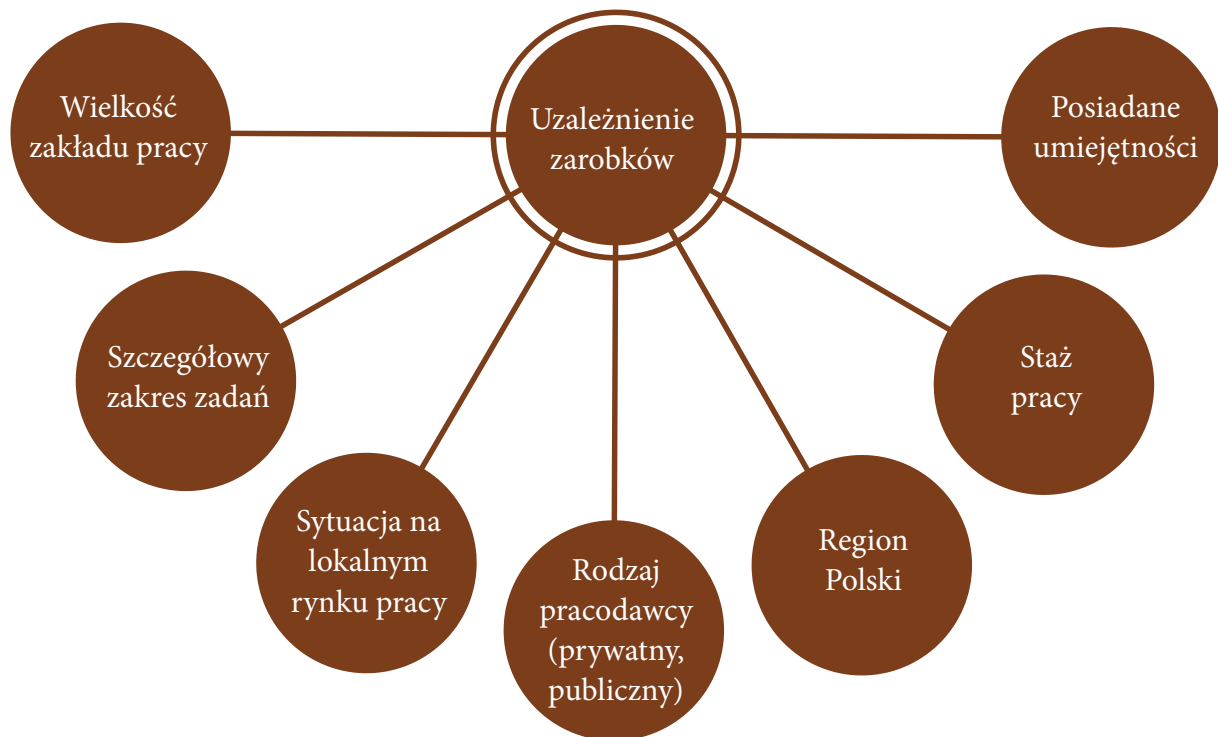 Uzależnienie
zarobków
Wielkość
zakładu pracy
Szczegółowy
zakres zadań
Sytuacja na
lokalnym
rynku pracy
Rodzaj
pracodawcy
(prywatny,
publiczny)
Region
Polski
Staż
pracy
Posiadane
umiejętności